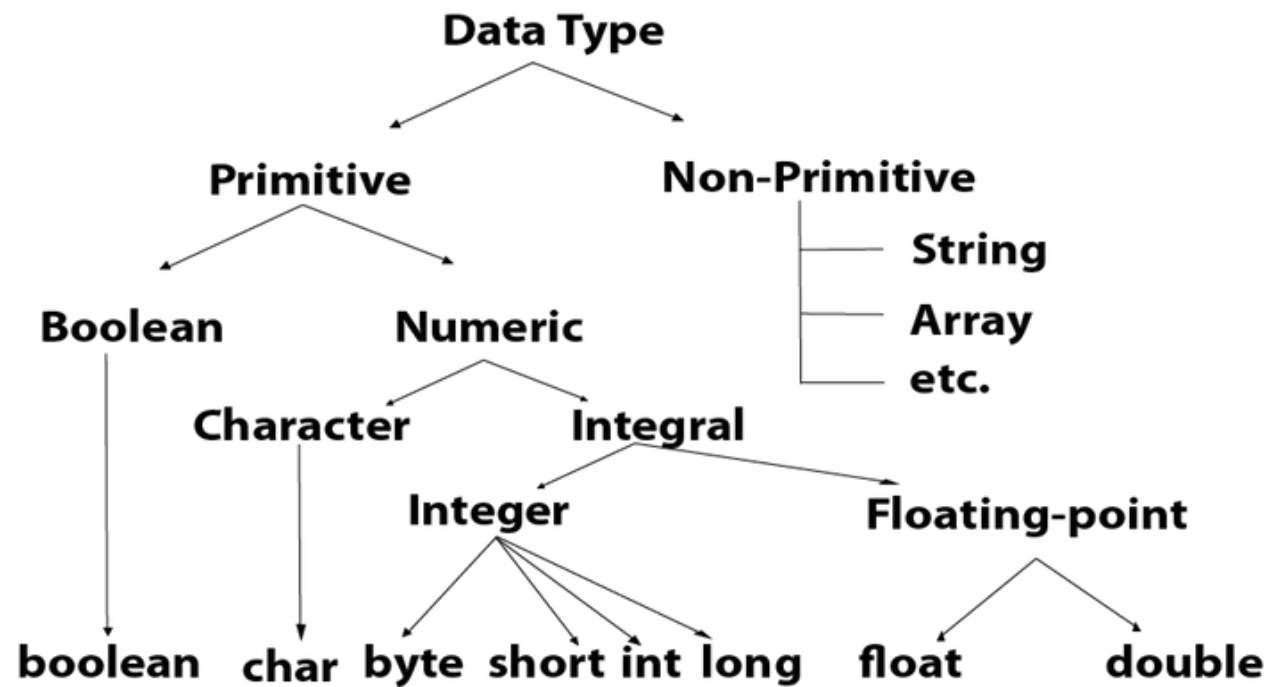 Data Type
Primitive
Non-Primitive
String
Array
etc.
Boolean
Numeric
Character
Integral
Integer
Floating-point
boolean
char
byte
short
int
long
float
double